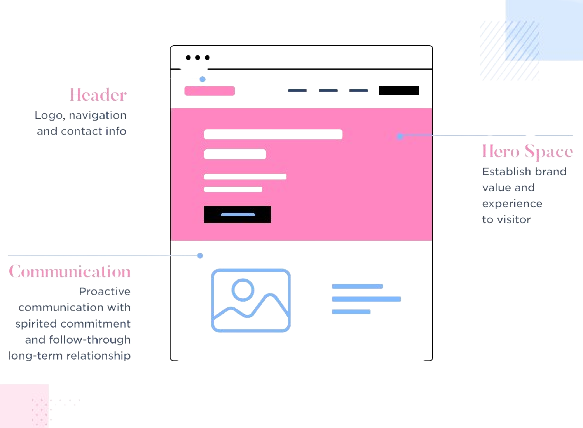 Header
Logo, navigation
and contact info
Hero Space
Establish brand
value and
experience
to visitor
Communication
Proactive
communication with
spirited commitment
and follow-through
long-term relationship